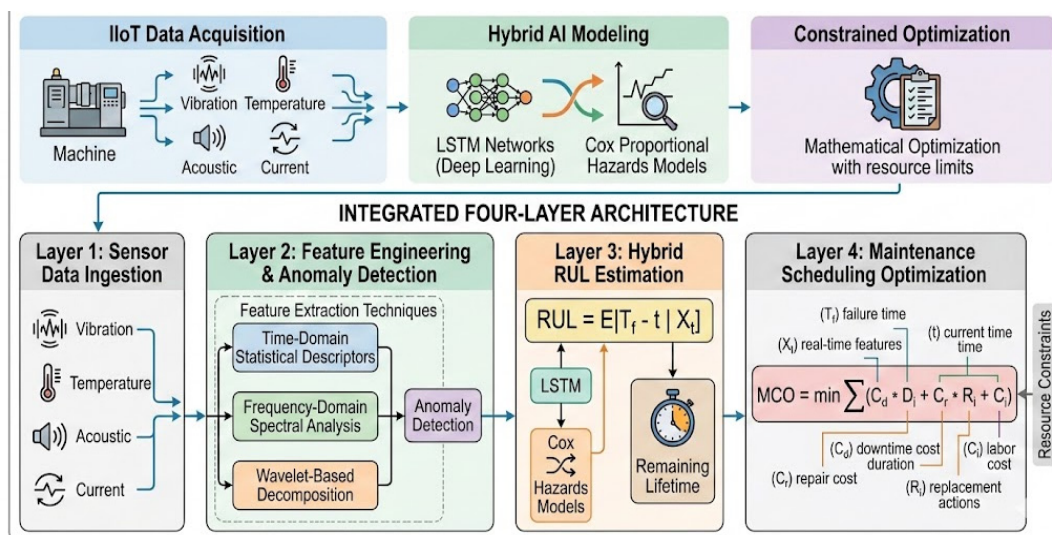 IIoT Data Acquisition
Machine
Vibration
Temperature
Acoustic
Current
Hybrid AI Modeling
LSTM Networks
(Deep Learning)
Cox Proportional
Hazards Models
Constrained Optimization
Mathematical Optimization
with resource limits
INTEGRATED FOUR-LAYER ARCHITECTURE
Layer 1: Sensor
Data Ingestion
Vibration
Temperature
Acoustic
Current
Layer 2: Feature Engineering
& Anomaly Detection
Feature Extraction Techniques
Time-Domain
Statistical Descriptors
Frequency-Domain
Spectral Analysis
Wavelet-Based
Decomposition
Anomaly
Detection
Layer 3: Hybrid
RUL Estimation
RUL = E|T_f - t | X_t]
LSTM
Cox
Hazards
Models
Remaining
Lifetime
Layer 4: Maintenance
Scheduling Optimization
(T_f) failure time
(X_t) real-time features
(t) current time
time
MCO = min ∑(C_d * D_i + C_r * R_i + C_i)
(C_d) downtime cost
duration
(C_i) labor
cost
(C_r) repair cost
(R_i) replacement
actions
Resource Constraints